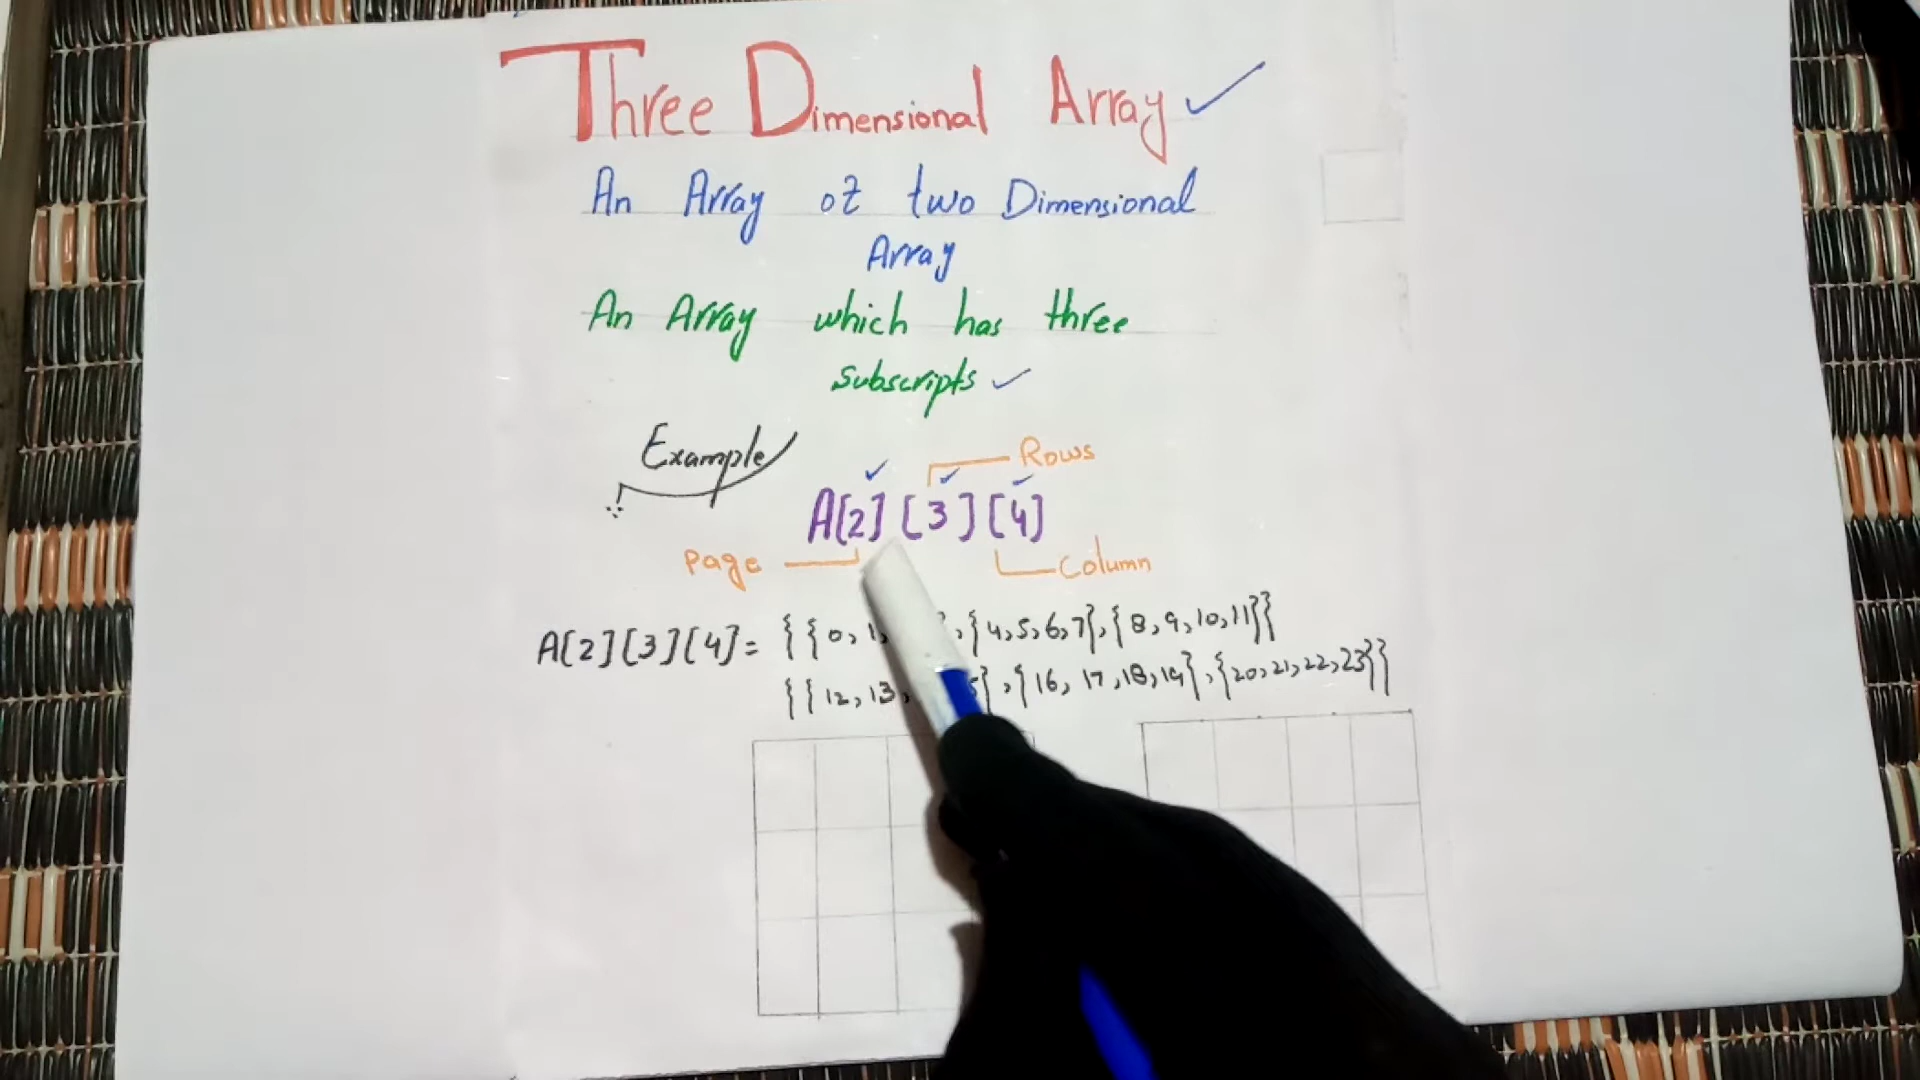 Three Dimensional Array
An Array of two Dimensional
Array
An Array which has three
Subscripts
Example
Rows
A[2][3][4]
Page
Column
A[2][3][4]= {{0, 1, ,{4,5,6,7},{8,9,10,11}}
{{12, 13, 5},{16, 17,18,19},{20,21,22,23}}